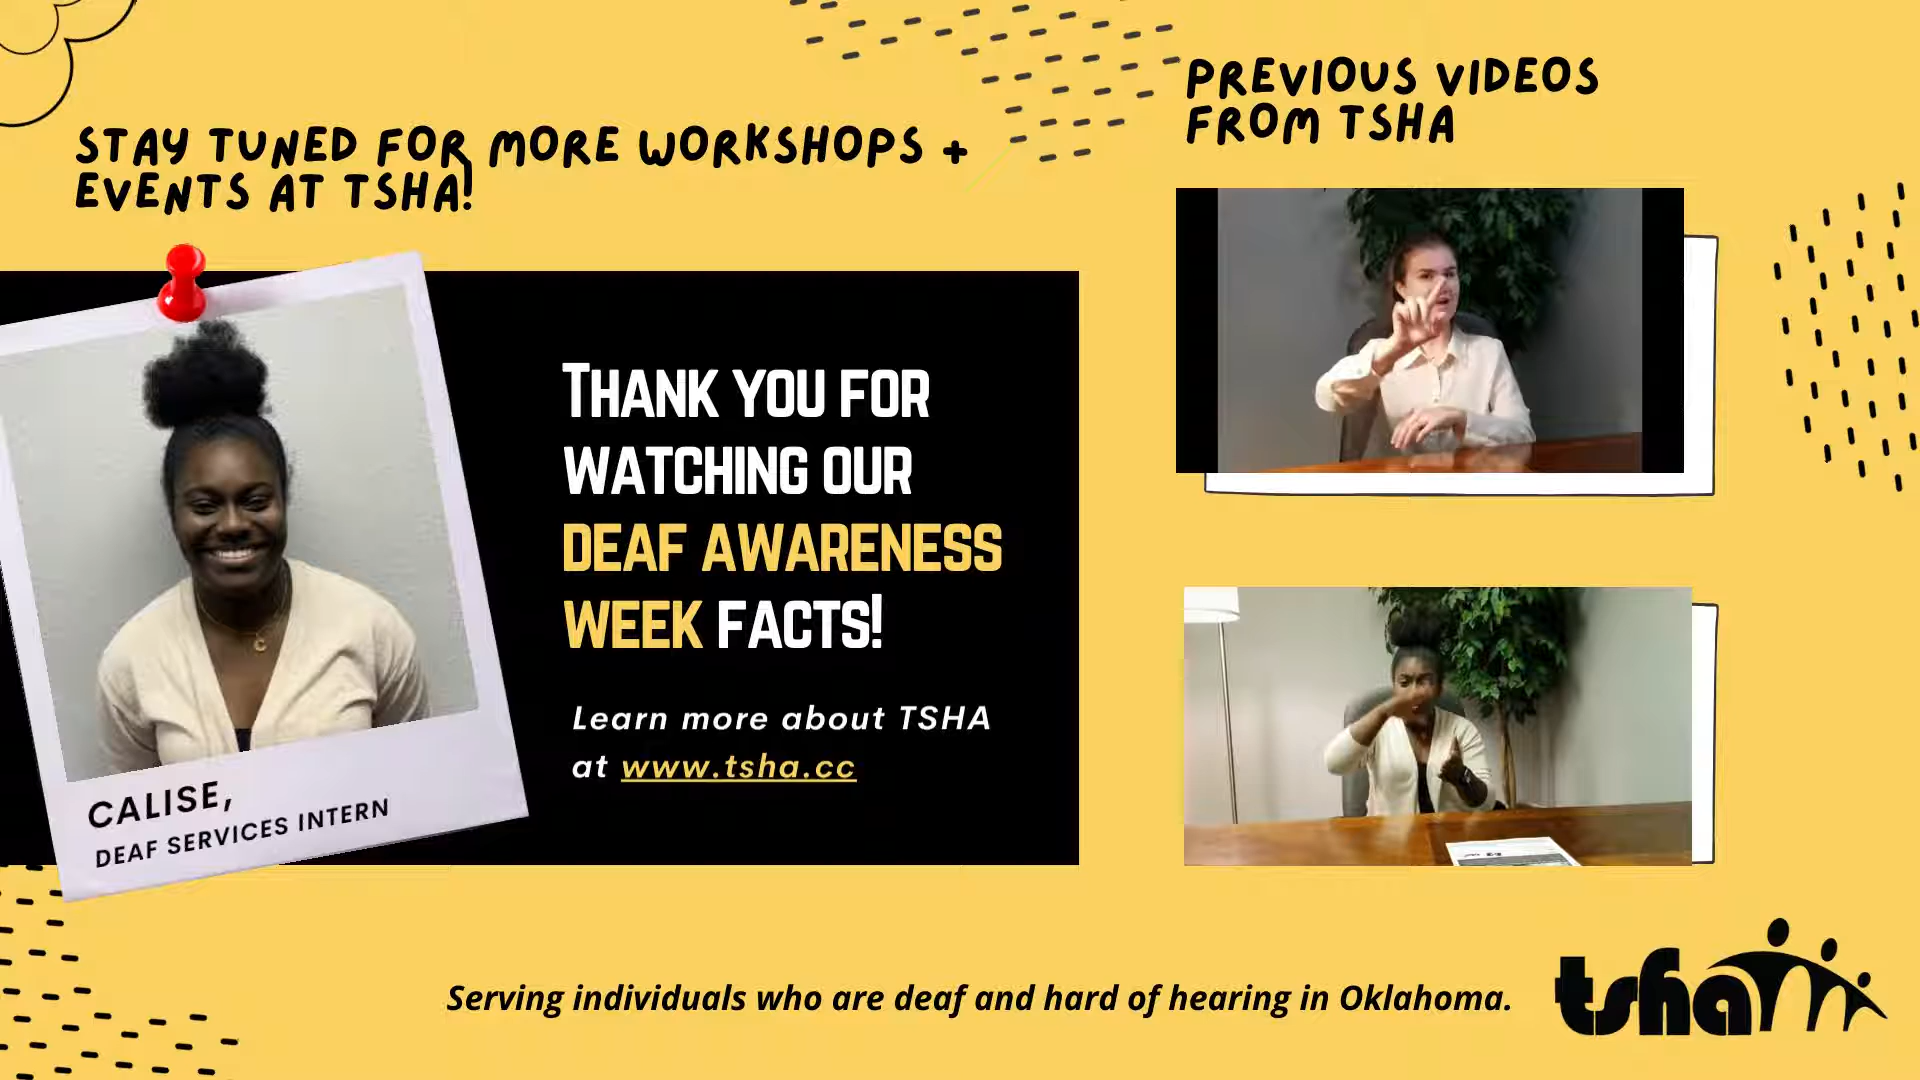 STAY TUNED FOR MORE WORKSHOPS +
EVENTS AT TSHA!
CALISE,
DEAF SERVICES INTERN
THANK YOU FOR
WATCHING OUR
DEAF AWARENESS
WEEK FACTS!
Learn more about TSHA
at www.tsha.cc
PREVIOUS VIDEOS
FROM TSHA
Serving individuals who are deaf and hard of hearing in Oklahoma.
tsha